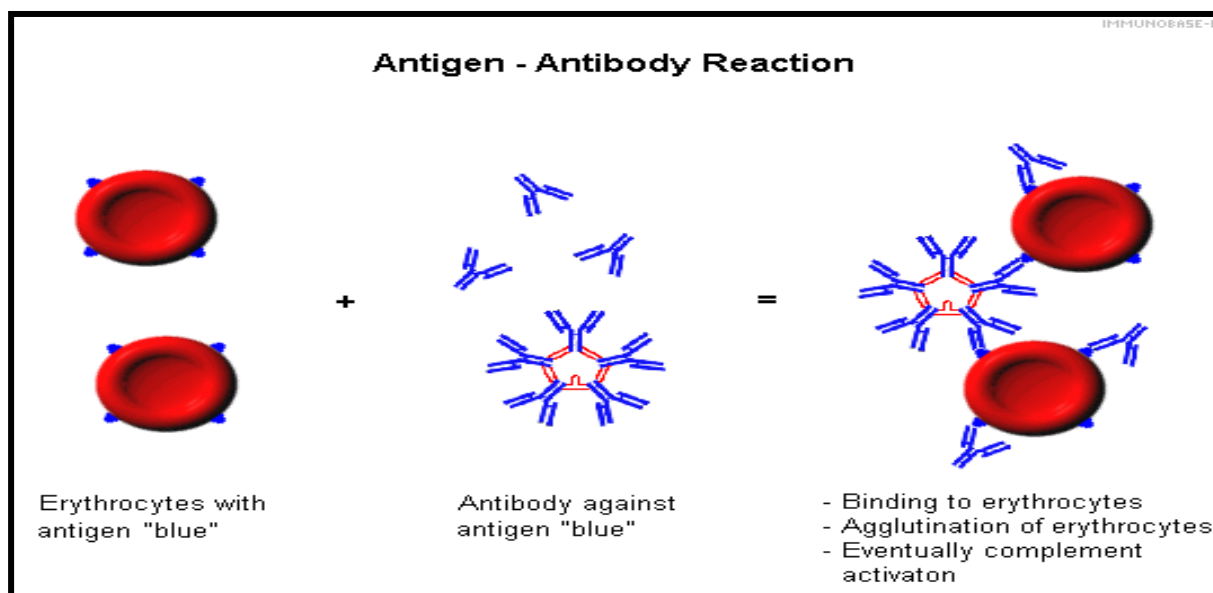 IMMUNOBASE-
Antigen - Antibody Reaction
+
=
Erythrocytes with
antigen "blue"
Antibody against
antigen "blue"
- Binding to erythrocytes
- Agglutination of erythrocytes
- Eventually complement
activaton